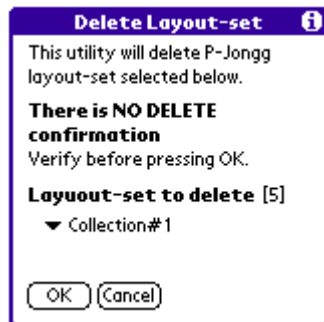 Delete Layout-set
This utility will delete P-Jongg
layout-set selected below.
There is NO DELETE
confirmation
Verify before pressing OK.
Layuout-set to delete [5]
Collection#1
OK Cancel